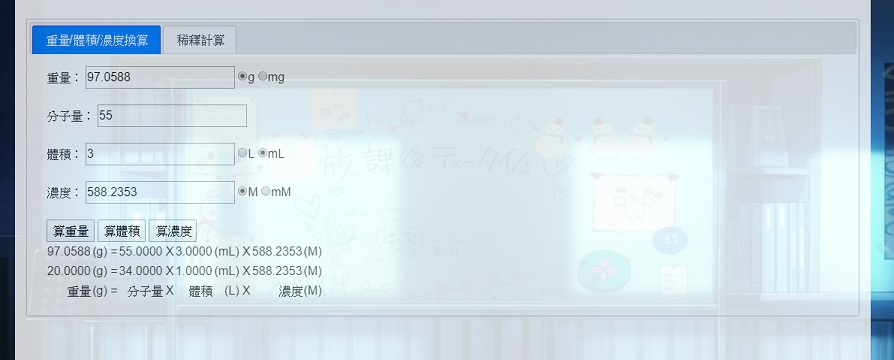 重量/體積/濃度換算 稀釋計算
重量： 97.0588 g mg
分子量： 55
體積： 3 L mL
濃度： 588.2353 M mM
算重量 算體積 算濃度
97.0588 (g) = 55.0000 X 3.0000 (mL) X 588.2353 (M)
20.0000 (g) = 34.0000 X 1.0000 (mL) X 588.2353 (M)
重量 (g) = 分子量 X 體積 (L) X 濃度 (M)
放課後ティータイム